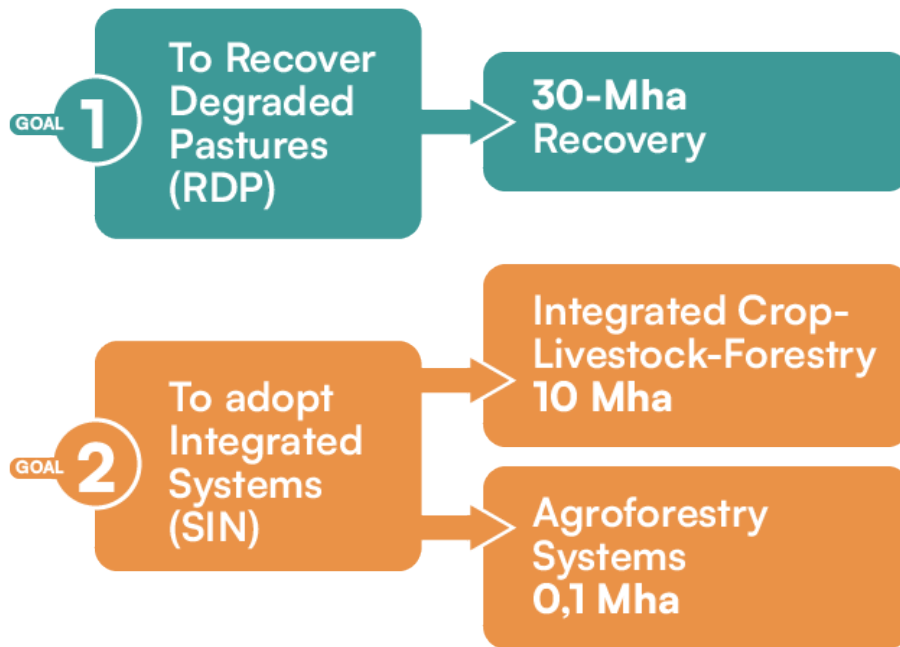 GOAL 1
To Recover
Degraded
Pastures
(RDP)
30-Mha
Recovery
GOAL 2
To adopt
Integrated
Systems
(SIN)
Integrated Crop-
Livestock-Forestry
10 Mha
Agroforestry
Systems
0,1 Mha